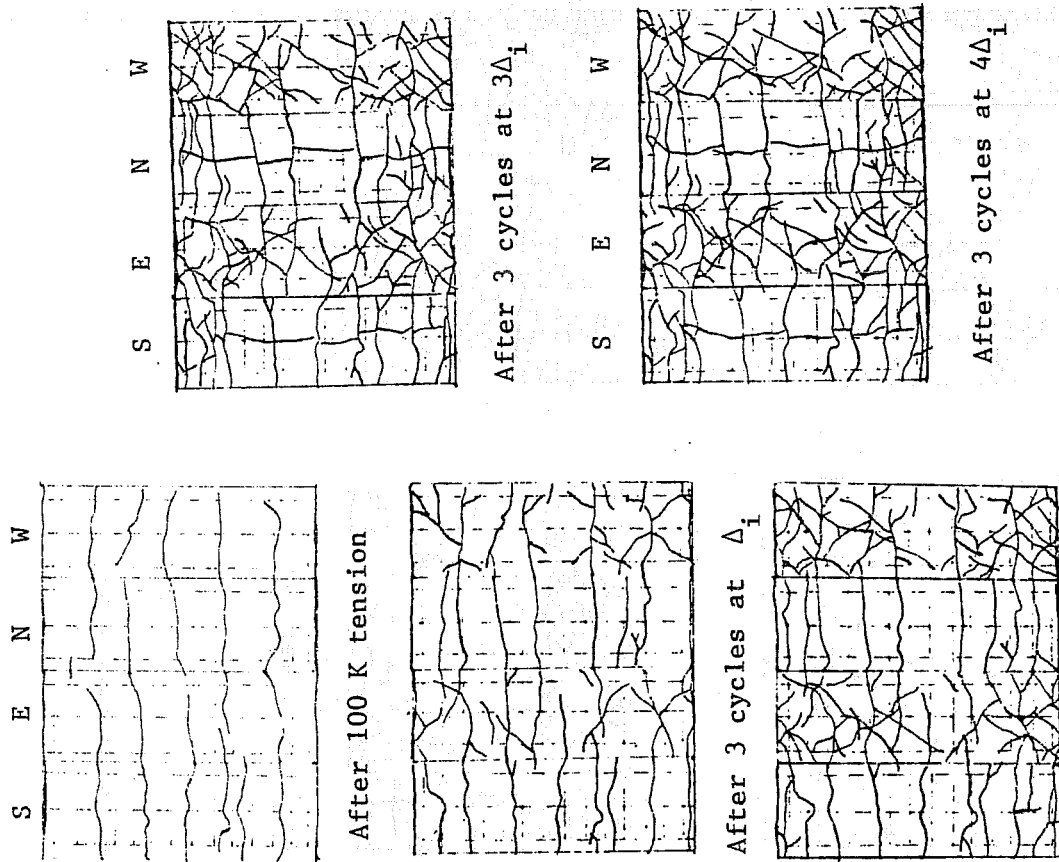 S E N W
After 100 K tension
After 3 cycles at Δi
S E N W
After 3 cycles at 3Δi
S E N W
After 3 cycles at 4Δi